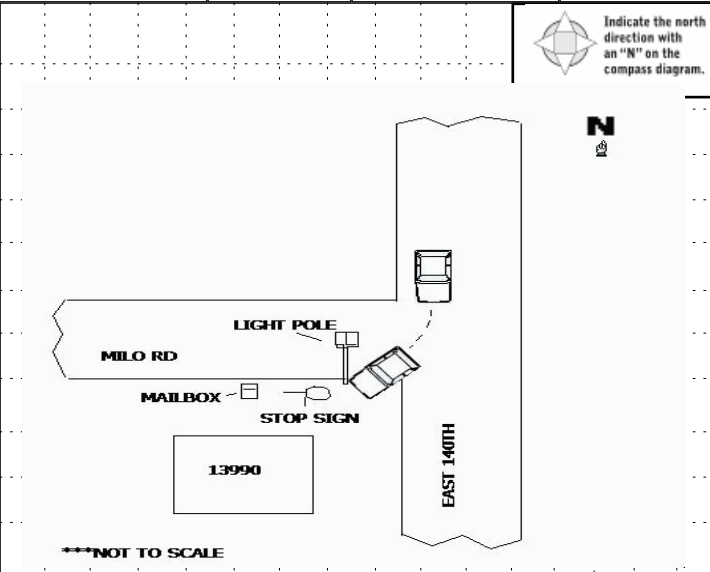 Indicate the north
direction with
an “N” on the
compass diagram.
N
LIGHT POLE
MILO RD
MAILBOX
STOP SIGN
EAST 140TH
13990
***NOT TO SCALE